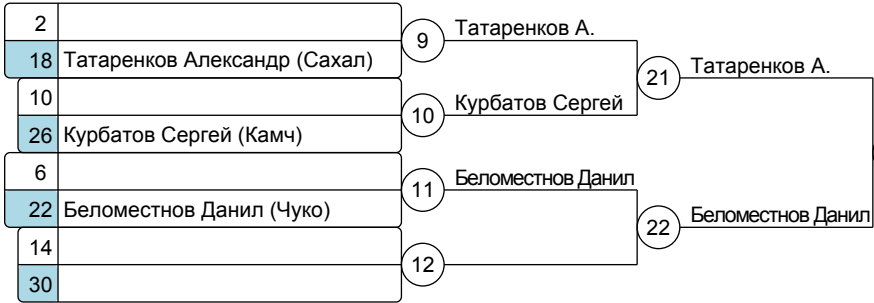 2
18 Татаренков Александр (Сахал)
9
Татаренков А.
10
26 Курбатов Сергей (Камч)
10
Курбатов Сергей
21
Татаренков А.
6
22 Беломестнов Данил (Чуко)
11
Беломестнов Данил
14
30
12
22
Беломестнов Данил